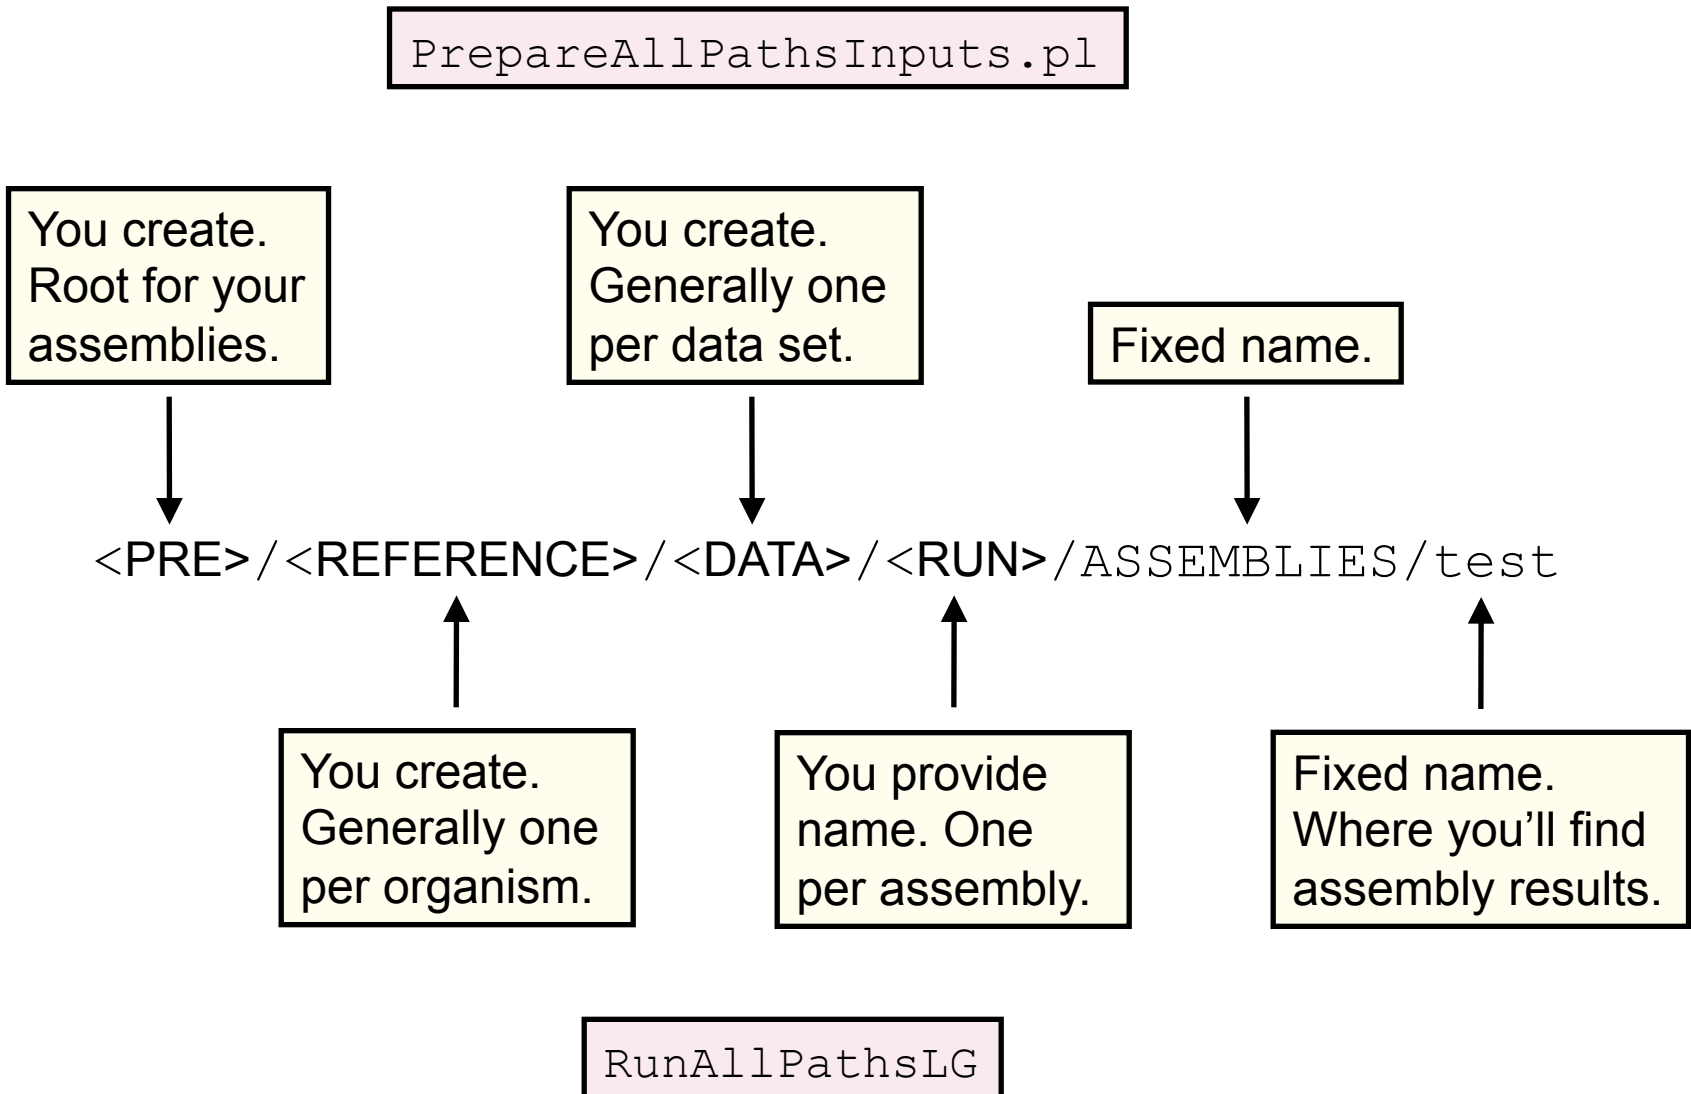 PrepareAllPathsInputs.pl
You create.
Root for your
assemblies.
You create.
Generally one
per data set.
Fixed name.
<PRE>/<REFERENCE>/<DATA>/<RUN>/ASSEMBLIES/test
You create.
Generally one
per organism.
You provide
name. One
per assembly.
Fixed name.
Where you’ll find
assembly results.
RunAllPathsLG